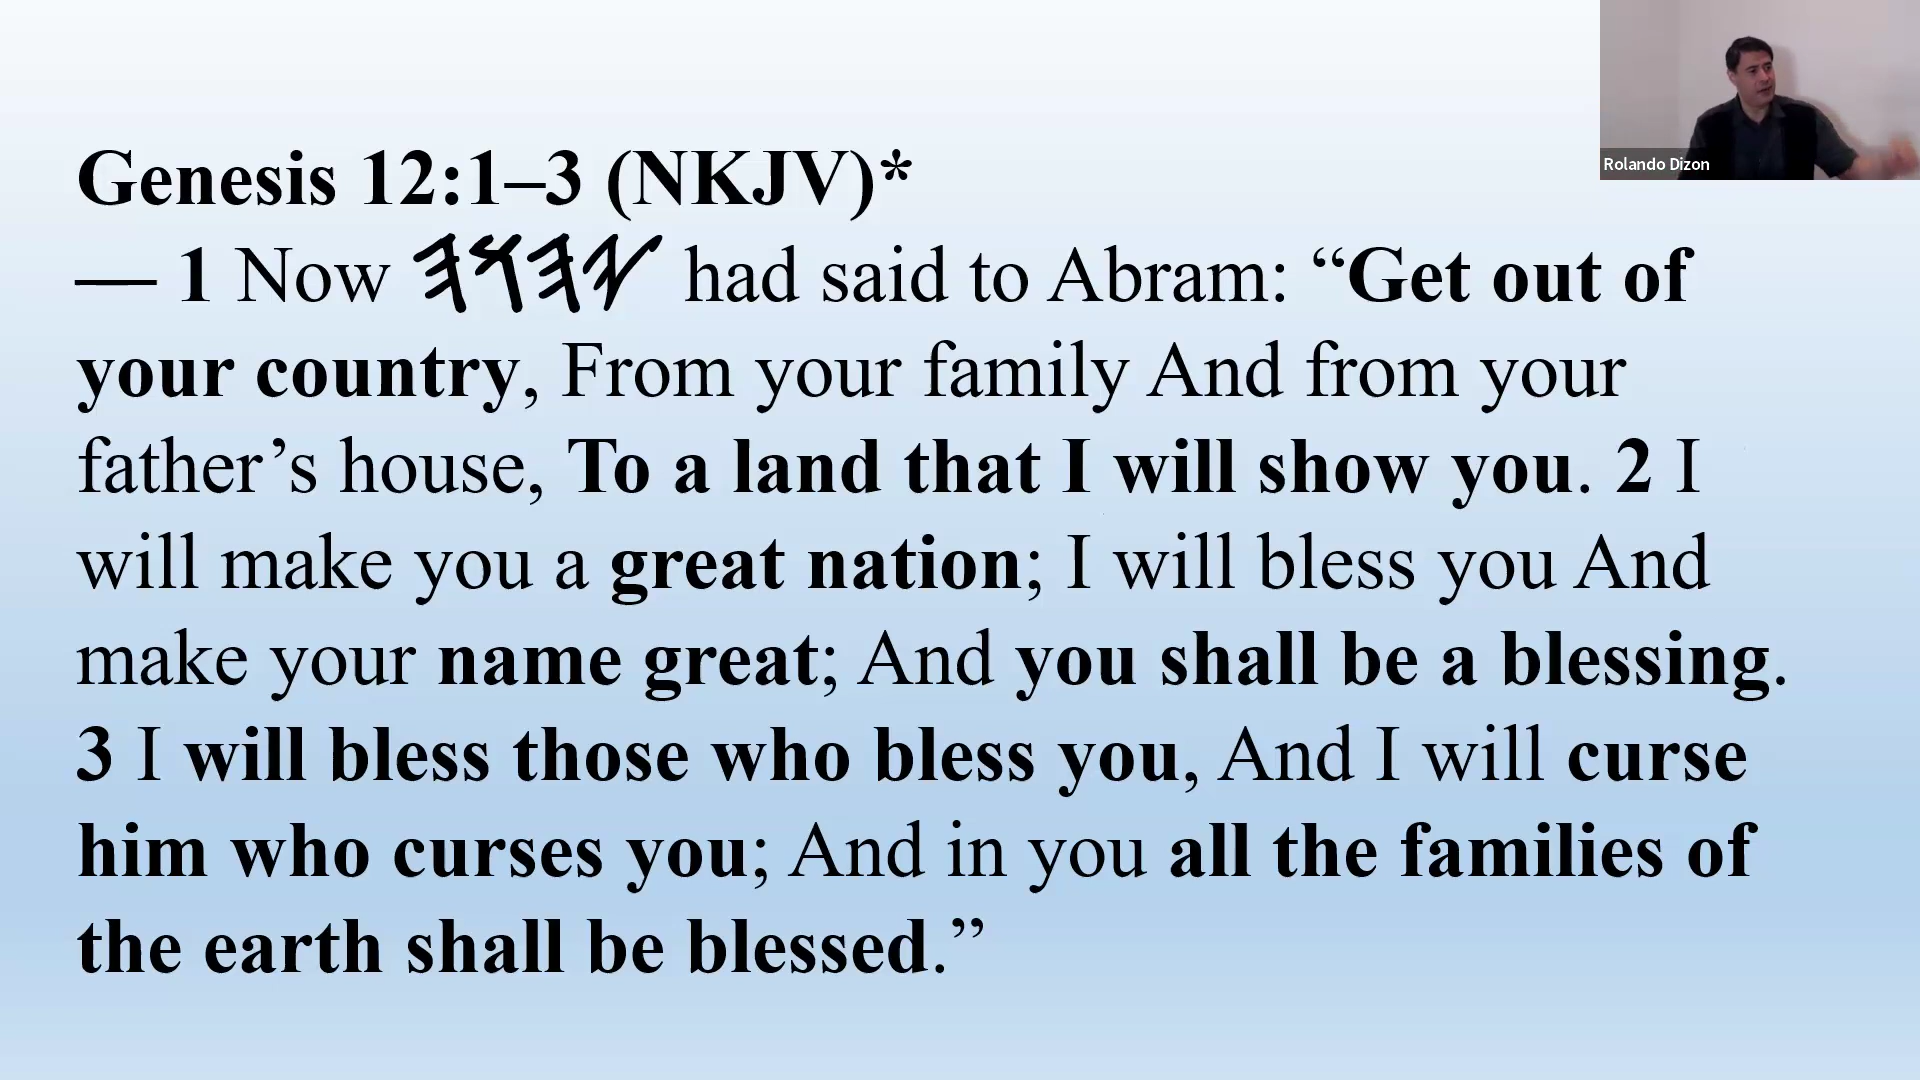 Genesis 12:1–3 (NKJV)*
— 1 Now 𐤉𐤄𐤅𐤄 had said to Abram: “Get out of
your country, From your family And from your
father’s house, To a land that I will show you. 2 I
will make you a great nation; I will bless you And
make your name great; And you shall be a blessing.
3 I will bless those who bless you, And I will curse
him who curses you; And in you all the families of
the earth shall be blessed.”
Rolando Dizon